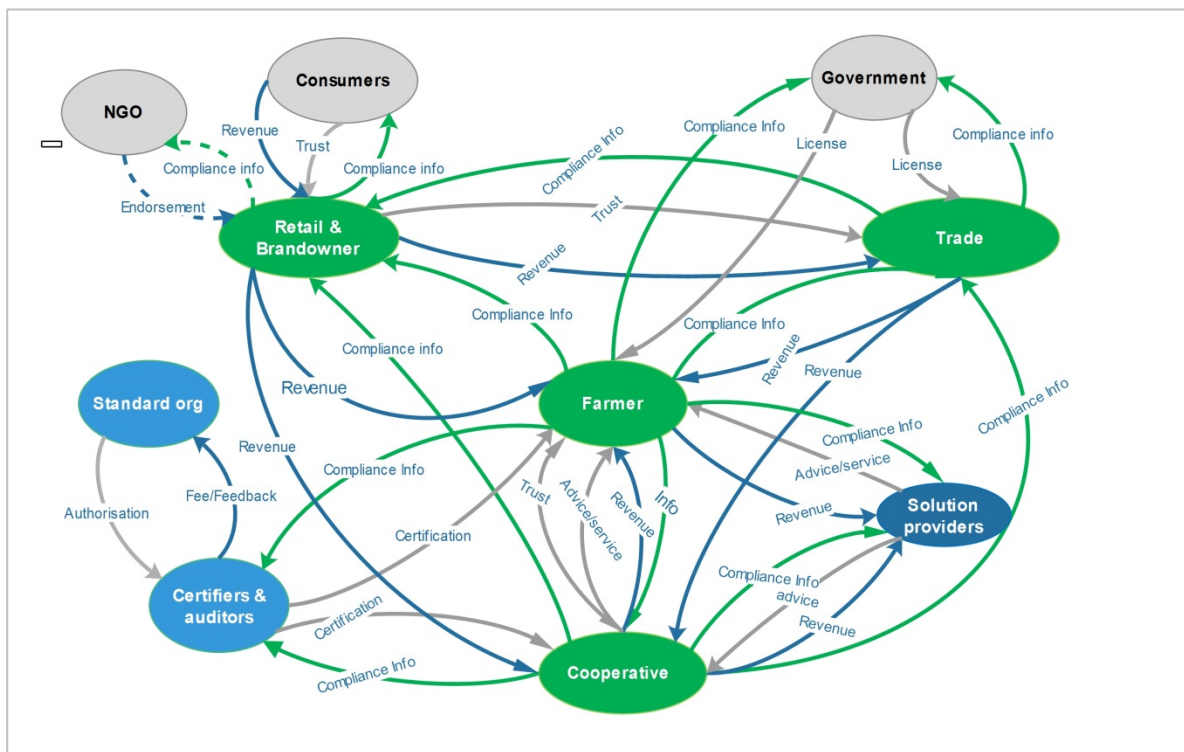 Consumers
Government
NGO
Revenue
Trust
Compliance info
Compliance info
Endorsement
Compliance Info
License
License
Compliance info
Compliance Info
Retail &
Brandowner
Trust
Trade
Revenue
Compliance Info
Compliance Info
Compliance info
Revenue
Revenue
Revenue
Standard org
Farmer
Compliance Info
Revenue
Compliance Info
Advice/service
Compliance Info
Fee/Feedback
Authorisation
Trust
Advice/service
Revenue
Info
Revenue
Solution
providers
Certification
Certifiers &
auditors
Certification
Compliance Info
advice
Revenue
Compliance Info
Cooperative